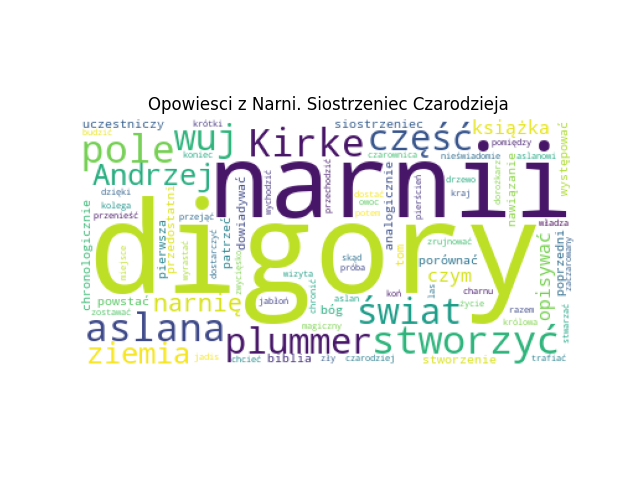 Opowiesci z Narni. Siostrzeniec Czarodzieja
uczestniczy krótki siostrzeniec książka
budzić wuj Kirke część pomiędzy występować
pole koniec czarownica nieświadomie aslanowi
Andrzej narnii
dzięki kolega przenieść pierwsza przedostatni przejąć wyrastać dostarczyć patrzeć dowiadywać wychodzić przechodzić dostać owoc potem analogicznie pierścień drzewo kraj dorożkarz nawiązanie władza
chronologicznie digory
miejsce zwycięsko skąd próba wizyta chronić tom zrujnować porównać czym opisywać poprzedni zaczarowany
powstać narnię jabłoń aslan bóg koń las charnu życie razem
zostawać aslana magiczny świat królowa stwarzać
ziemia plummer stworzyć
jadis chcieć biblia zły czarodziej stworzenie trafiać